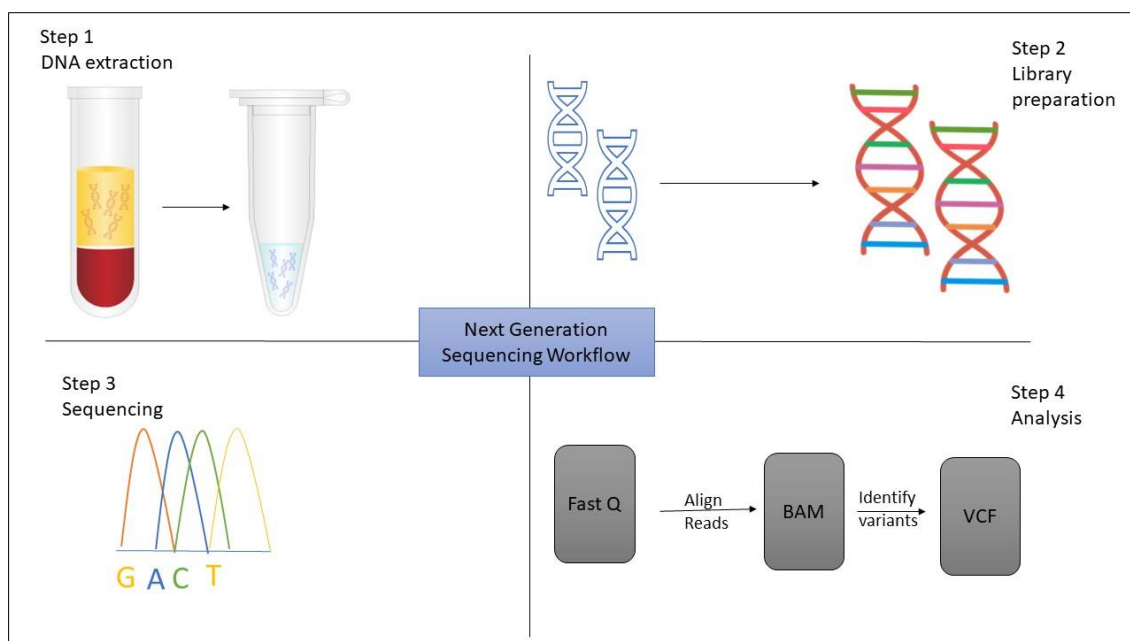 Step 1
DNA extraction
Step 2
Library
preparation
Next Generation
Sequencing Workflow
Step 3
Sequencing
G A C T
Step 4
Analysis
Fast Q
Align
Reads
BAM
Identify
variants
VCF